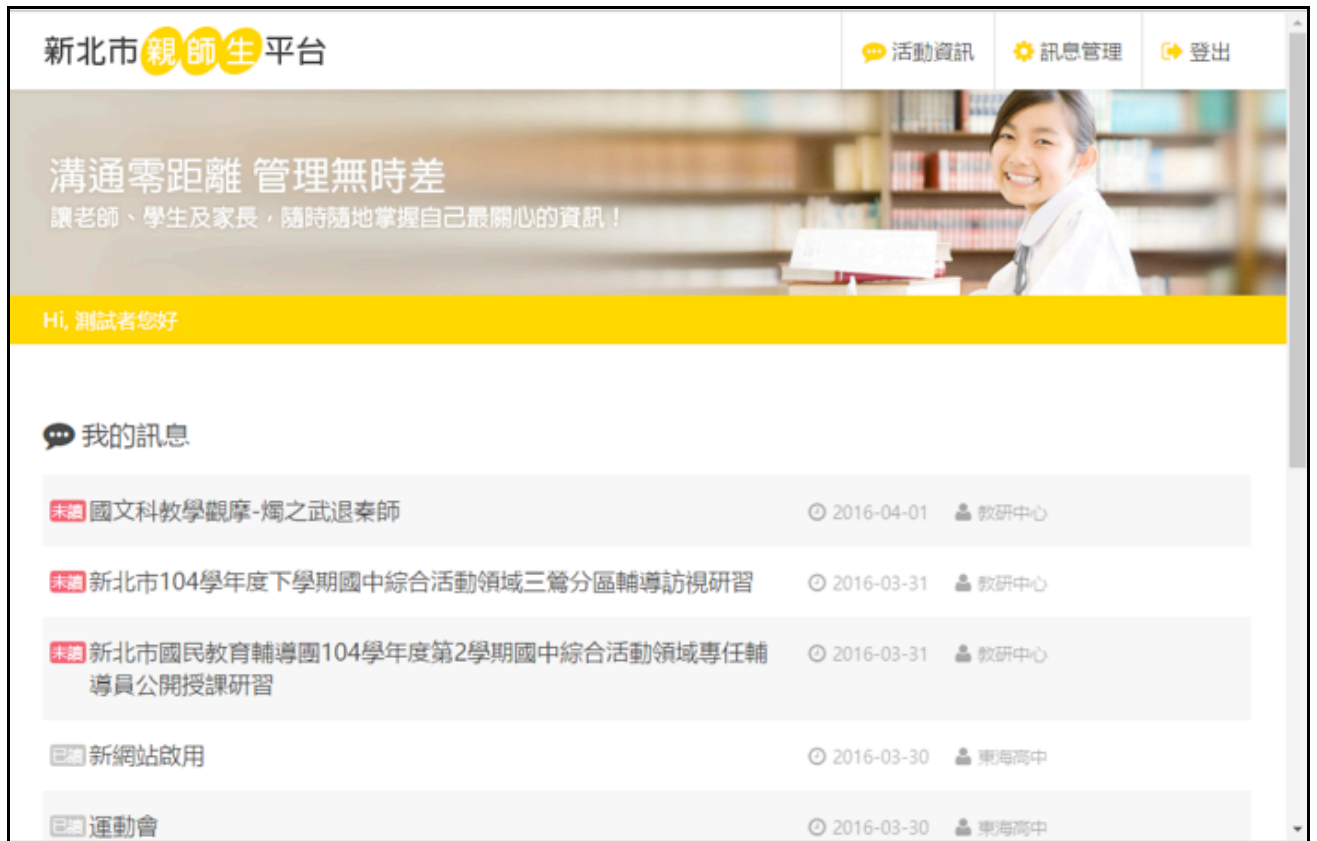 新北市親師生平台
活動資訊
訊息管理
登出
溝通零距離 管理無時差
讓老師、學生及家長，隨時隨地掌握自己最關心的資訊！
Hi, 測試者您好
我的訊息
未讀 國文科教學觀摩-燭之武退秦師 2016-04-01 教研中心
未讀 新北市104學年度下學期國中綜合活動領域三鶯分區輔導訪視研習 2016-03-31 教研中心
未讀 新北市國民教育輔導團104學年度第2學期國中綜合活動領域專任輔 2016-03-31 教研中心
導員公開授課研習
已讀 新網站啟用 2016-03-30 東海高中
已讀 運動會 2016-03-30 東海高中